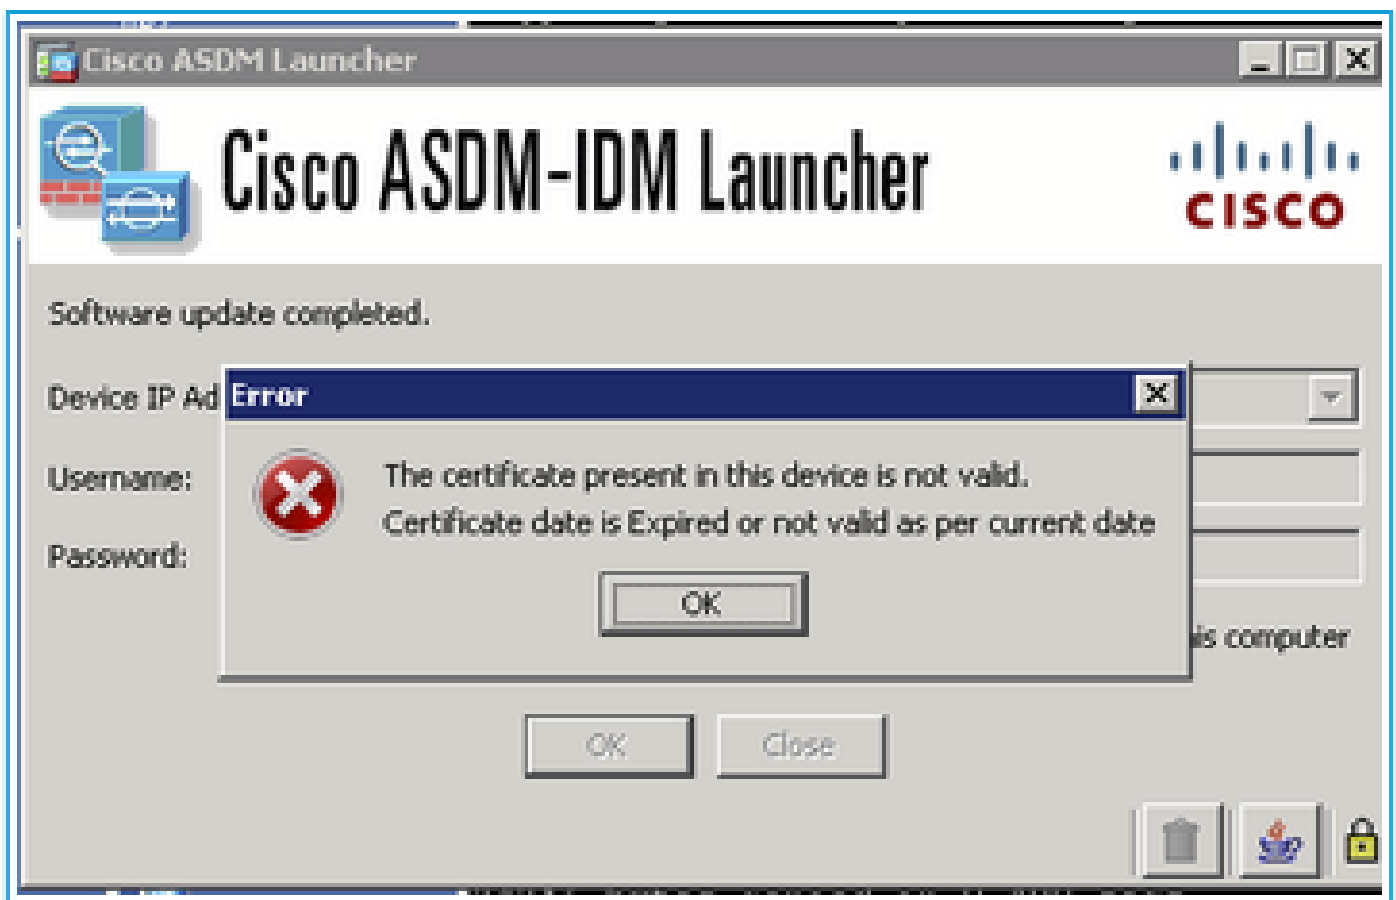 Cisco ASDM Launcher
Cisco ASDM-IDM Launcher
CISCO
Software update completed.
Device IP Ad
Error
The certificate present in this device is not valid.
Username:
Certificate date is Expired or not valid as per current date
Password:
OK
is computer
OK
Close